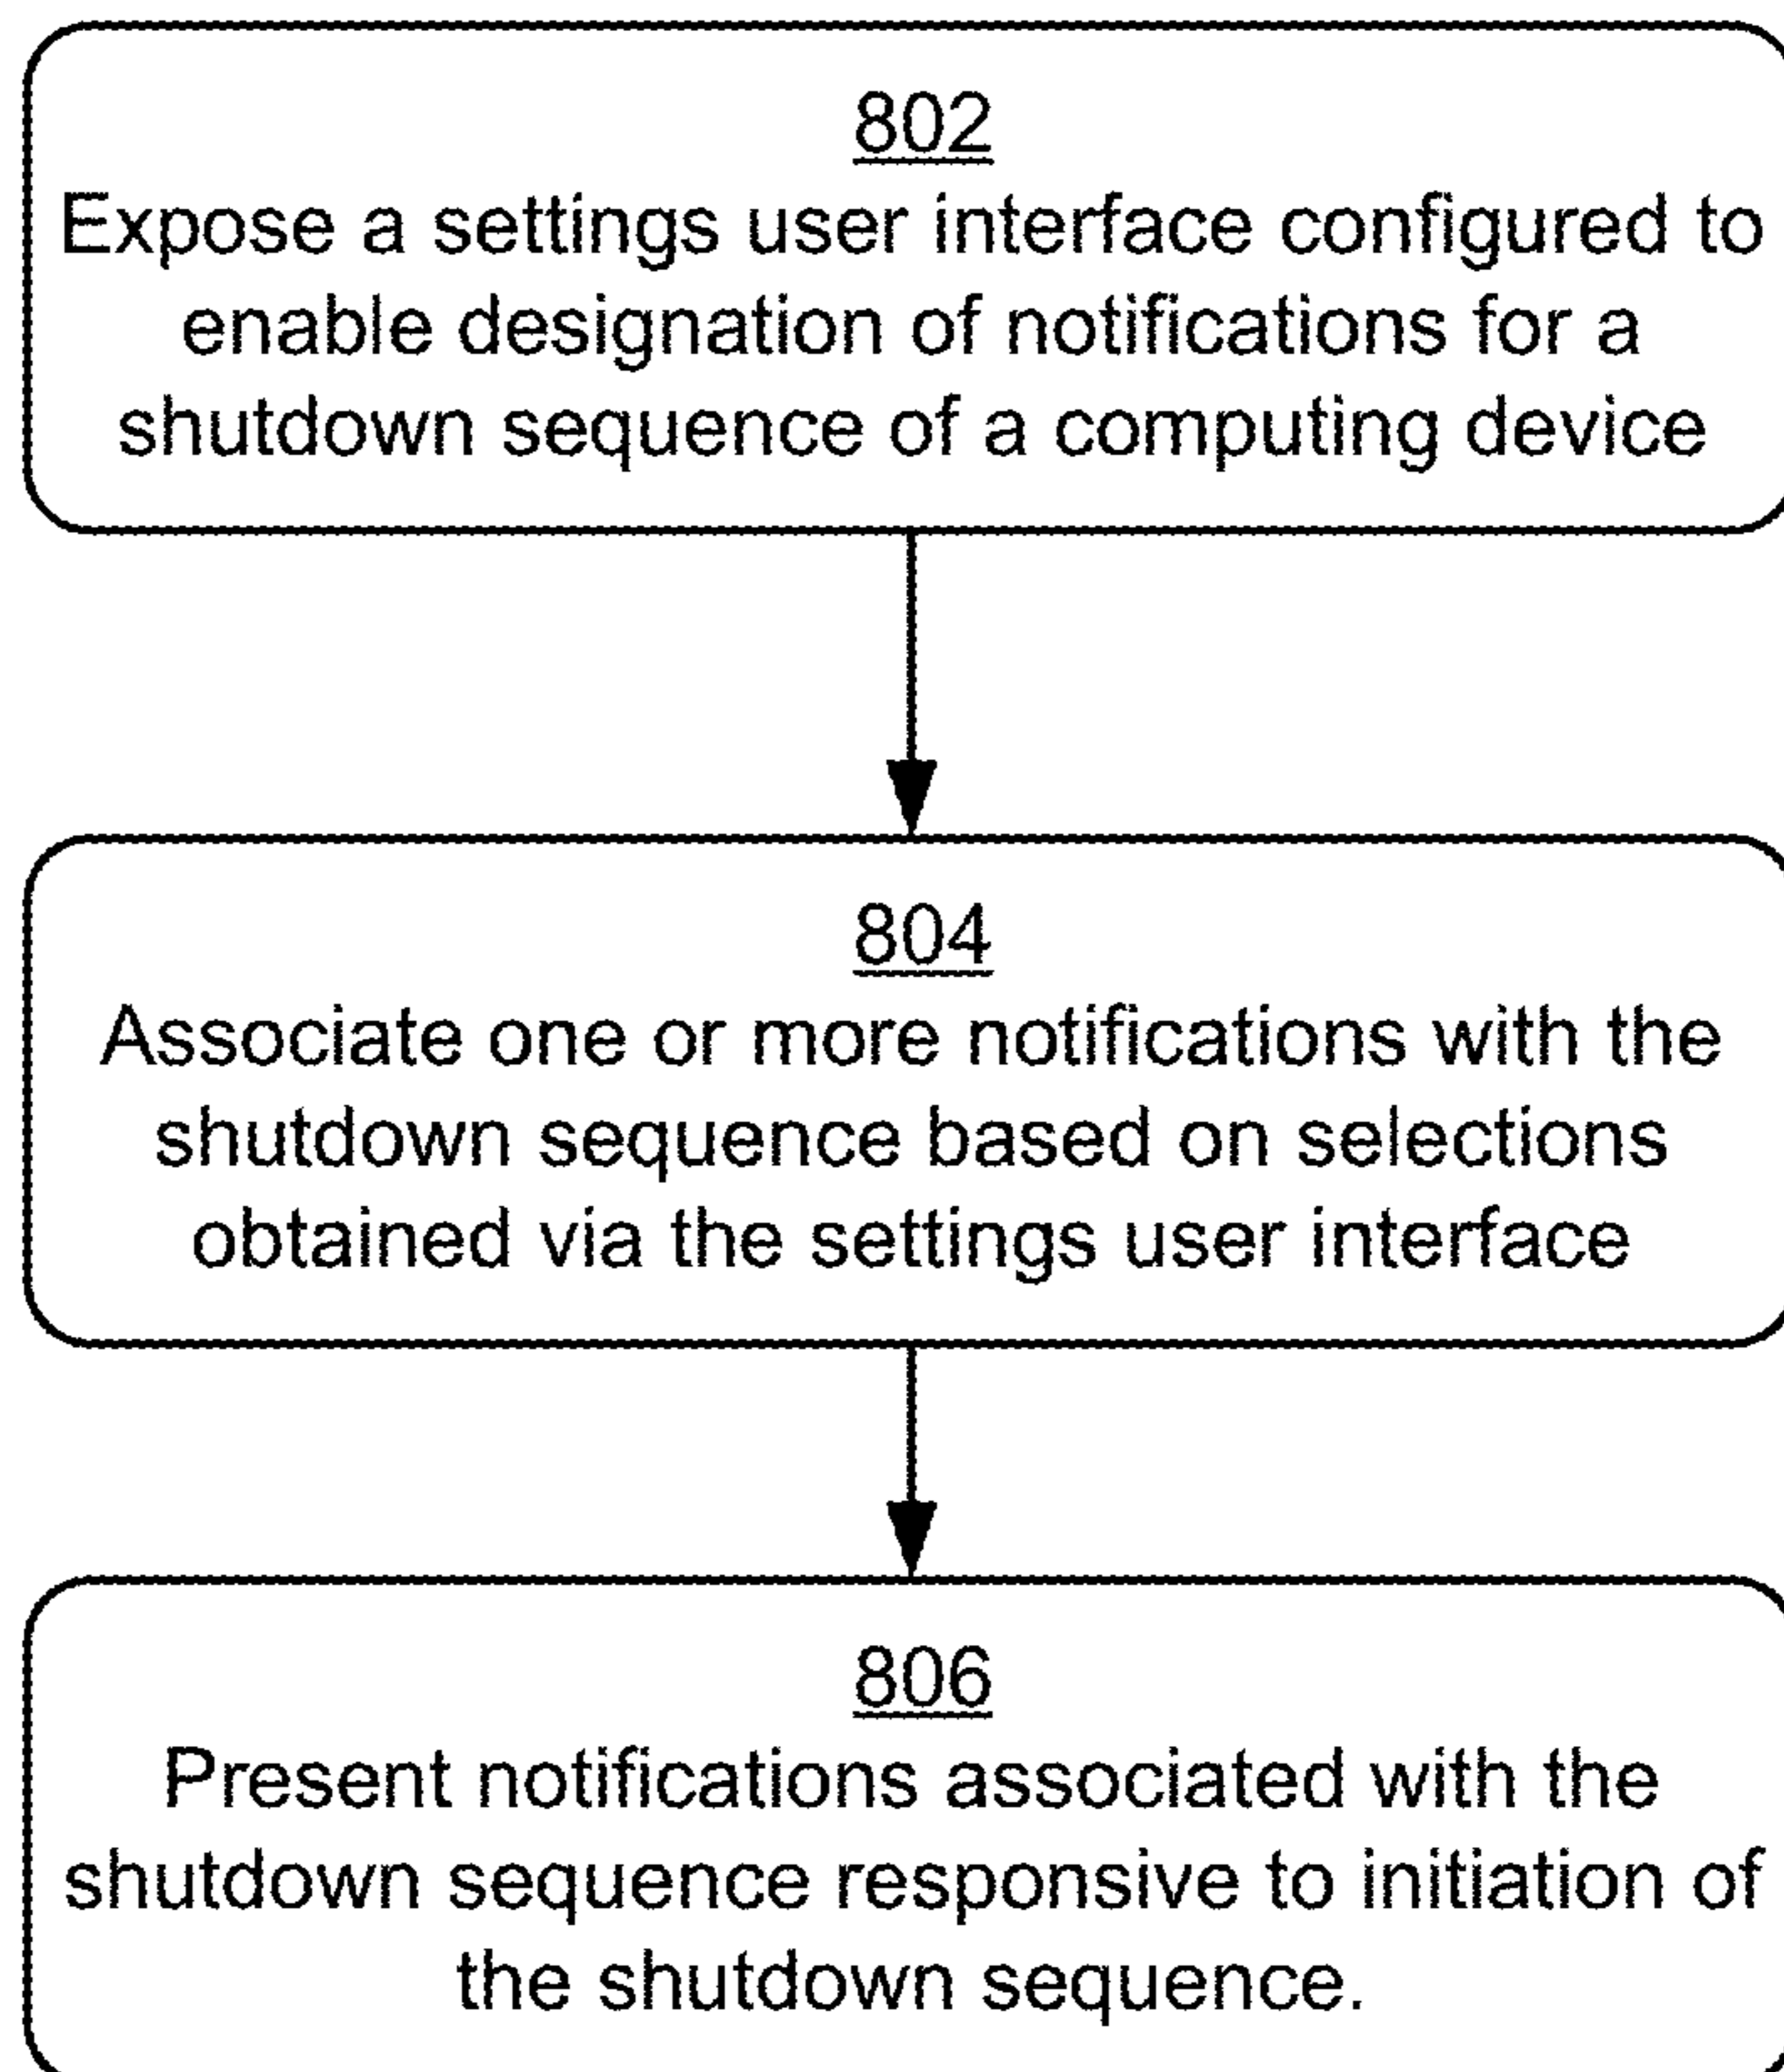 802
Expose a settings user interface configured to
enable designation of notifications for a
shutdown sequence of a computing device
804
Associate one or more notifications with the
shutdown sequence based on selections
obtained via the settings user interface
806
Present notifications associated with the
shutdown sequence responsive to initiation of
the shutdown sequence.